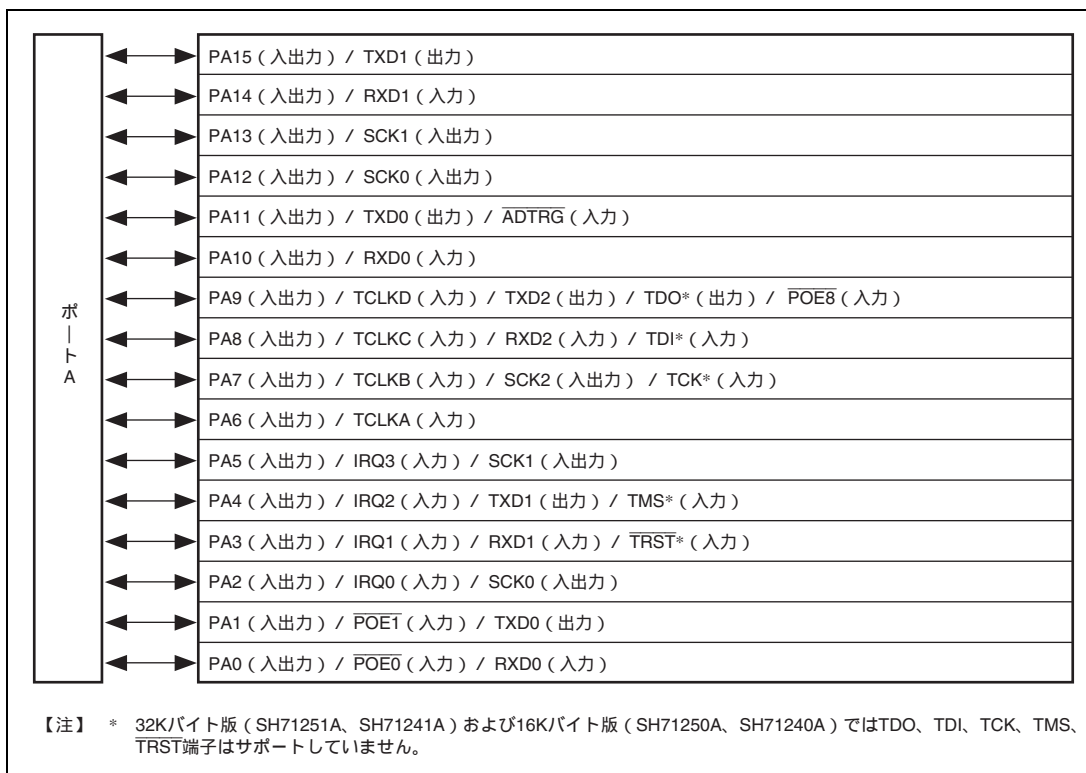 ポートA
PA15（入出力）/ TXD1（出力）
PA14（入出力）/ RXD1（入力）
PA13（入出力）/ SCK1（入出力）
PA12（入出力）/ SCK0（入出力）
PA11（入出力）/ TXD0（出力）/ A̅D̅T̅R̅G̅（入力）
PA10（入出力）/ RXD0（入力）
PA9（入出力）/ TCLKD（入力）/ TXD2（出力）/ TDO*（出力）/ P̅O̅E̅8̅（入力）
PA8（入出力）/ TCLKC（入力）/ RXD2（入力）/ TDI*（入力）
PA7（入出力）/ TCLKB（入力）/ SCK2（入出力） / TCK*（入力）
PA6（入出力）/ TCLKA（入力）
PA5（入出力）/ IRQ3（入力）/ SCK1（入出力）
PA4（入出力）/ IRQ2（入力）/ TXD1（出力）/ TMS*（入力）
PA3（入出力）/ IRQ1（入力）/ RXD1（入力）/ T̅R̅S̅T̅*（入力）
PA2（入出力）/ IRQ0（入力）/ SCK0（入出力）
PA1（入出力）/ P̅O̅E̅1̅（入力）/ TXD0（出力）
PA0（入出力）/ P̅O̅E̅0̅（入力）/ RXD0（入力）
【注】 * 32Kバイト版（SH71251A、SH71241A）および16Kバイト版（SH71250A、SH71240A）ではTDO、TDI、TCK、TMS、
T̅R̅S̅T̅端子はサポートしていません。